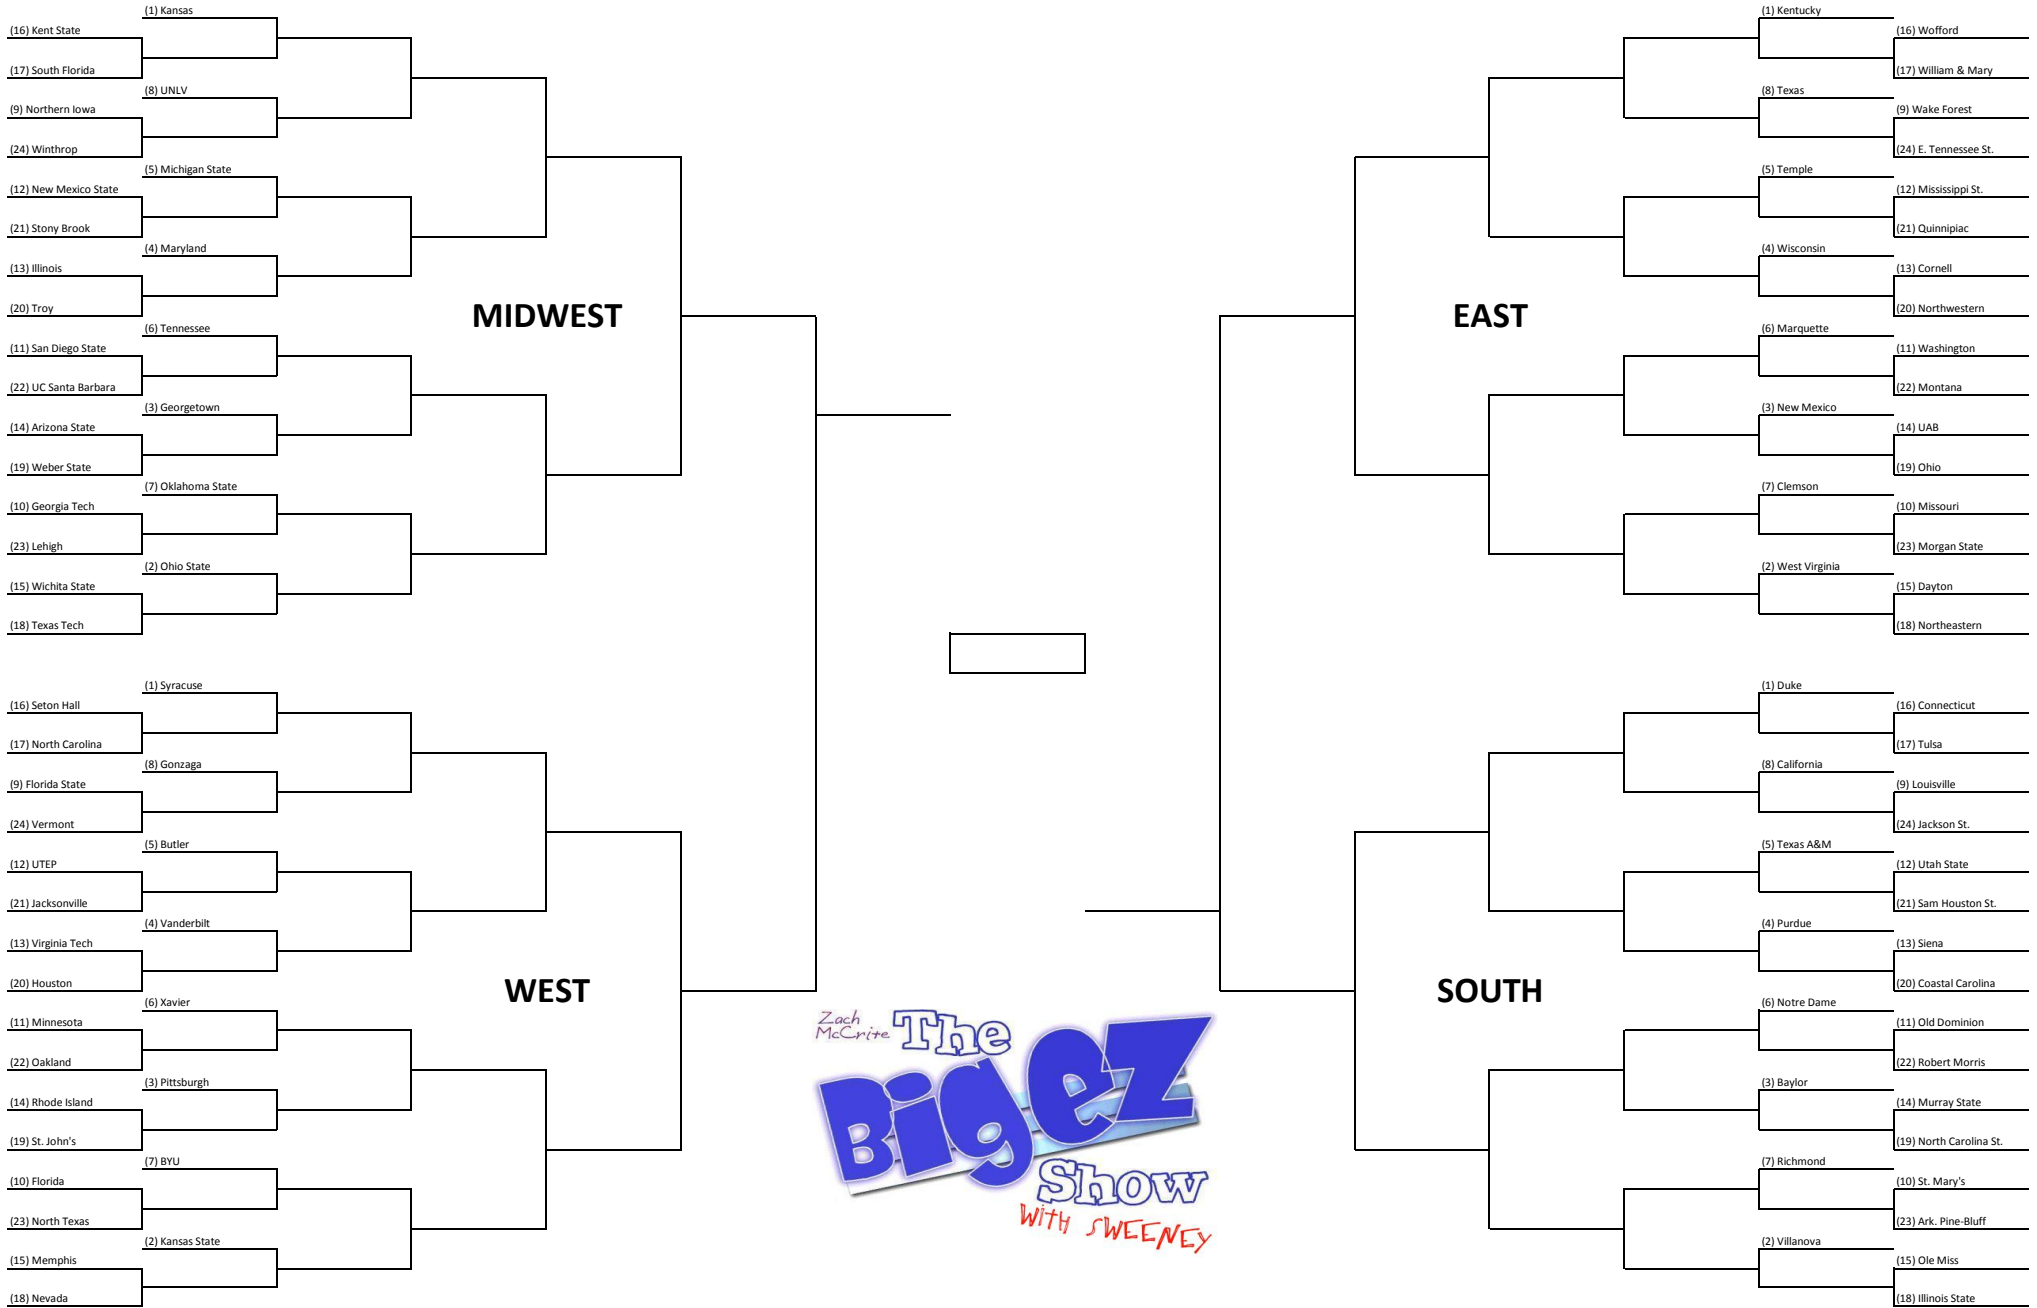 (1) Kansas
(16) Kent State
(17) South Florida
(8) UNLV
(9) Northern Iowa
(24) Winthrop
(5) Michigan State
(12) New Mexico State
(21) Stony Brook
(4) Maryland
(13) Illinois
(20) Troy
MIDWEST
(6) Tennessee
(11) San Diego State
(22) UC Santa Barbara
(3) Georgetown
(14) Arizona State
(19) Weber State
(7) Oklahoma State
(10) Georgia Tech
(23) Lehigh
(2) Ohio State
(15) Wichita State
(18) Texas Tech
(1) Syracuse
(16) Seton Hall
(17) North Carolina
(8) Gonzaga
(9) Florida State
(24) Vermont
(5) Butler
(12) UTEP
(21) Jacksonville
(4) Vanderbilt
(13) Virginia Tech
(20) Houston
WEST
(6) Xavier
(11) Minnesota
(22) Oakland
(3) Pittsburgh
(14) Rhode Island
(19) St. John's
(7) BYU
(10) Florida
(23) North Texas
(2) Kansas State
(15) Memphis
(18) Nevada
(1) Kentucky
(16) Wofford
(17) William & Mary
(8) Texas
(9) Wake Forest
(24) E. Tennessee St.
(5) Temple
(12) Mississippi St.
(21) Quinnipiac
(4) Wisconsin
(13) Cornell
(20) Northwestern
EAST
(6) Marquette
(11) Washington
(22) Montana
(3) New Mexico
(14) UAB
(19) Ohio
(7) Clemson
(10) Missouri
(23) Morgan State
(2) West Virginia
(15) Dayton
(18) Northeastern
(1) Duke
(16) Connecticut
(17) Tulsa
(8) California
(9) Louisville
(24) Jackson St.
(5) Texas A&M
(12) Utah State
(21) Sam Houston St.
(4) Purdue
(13) Siena
(20) Coastal Carolina
SOUTH
(6) Notre Dame
(11) Old Dominion
(22) Robert Morris
(3) Baylor
(14) Murray State
(19) North Carolina St.
(7) Richmond
(10) St. Mary's
(23) Ark. Pine-Bluff
(2) Villanova
(15) Ole Miss
(18) Illinois State
Zach
McCrite
The
Big EZ
Show
WITH SWEENEY